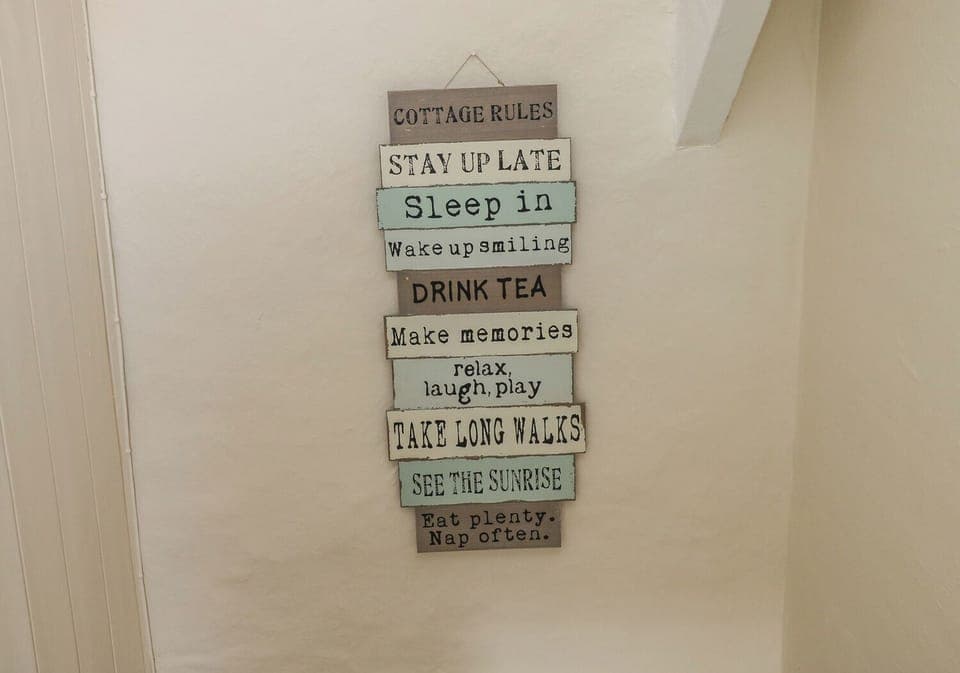 COTTAGE RULES
STAY UP LATE
Sleep in
Wake up smiling
DRINK TEA
Make memories
relax,
laugh, play
TAKE LONG WALKS
SEE THE SUNRISE
Eat plenty.
Nap often.